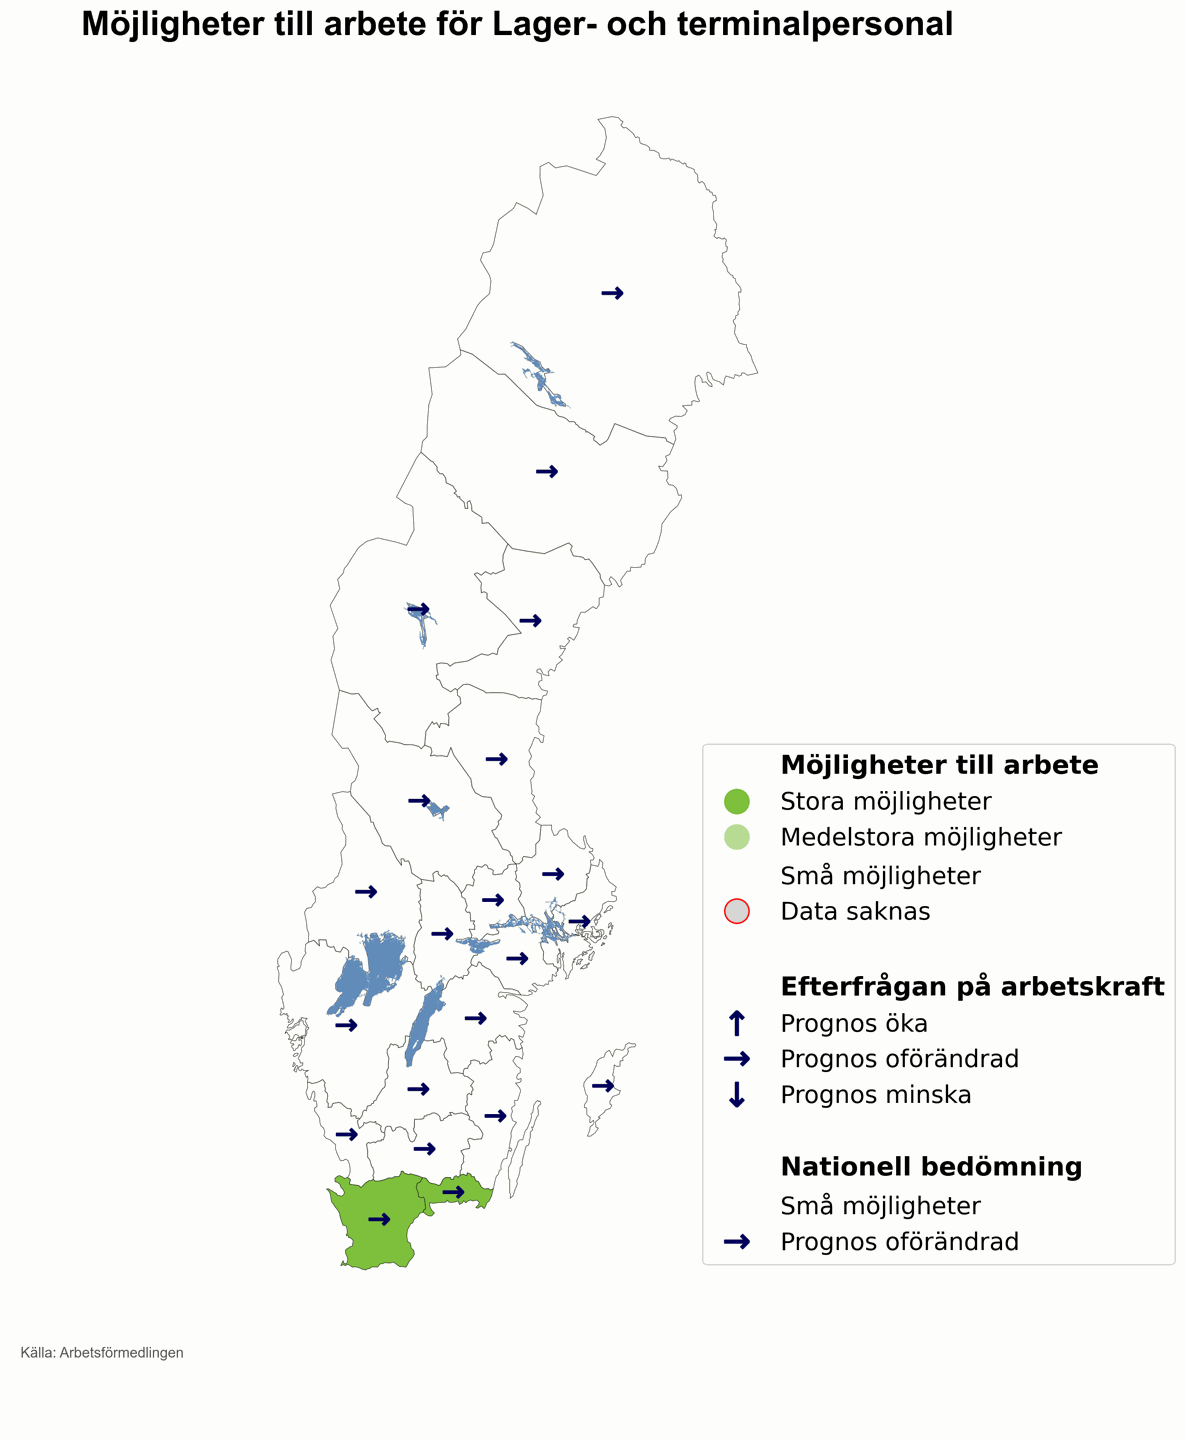 Möjligheter till arbete för Lager- och terminalpersonal
Möjligheter till arbete
Stora möjligheter
Medelstora möjligheter
Små möjligheter
Data saknas
Efterfrågan på arbetskraft
Prognos öka
Prognos oförändrad
Prognos minska
Nationell bedömning
Små möjligheter
Prognos oförändrad
Källa: Arbetsförmedlingen